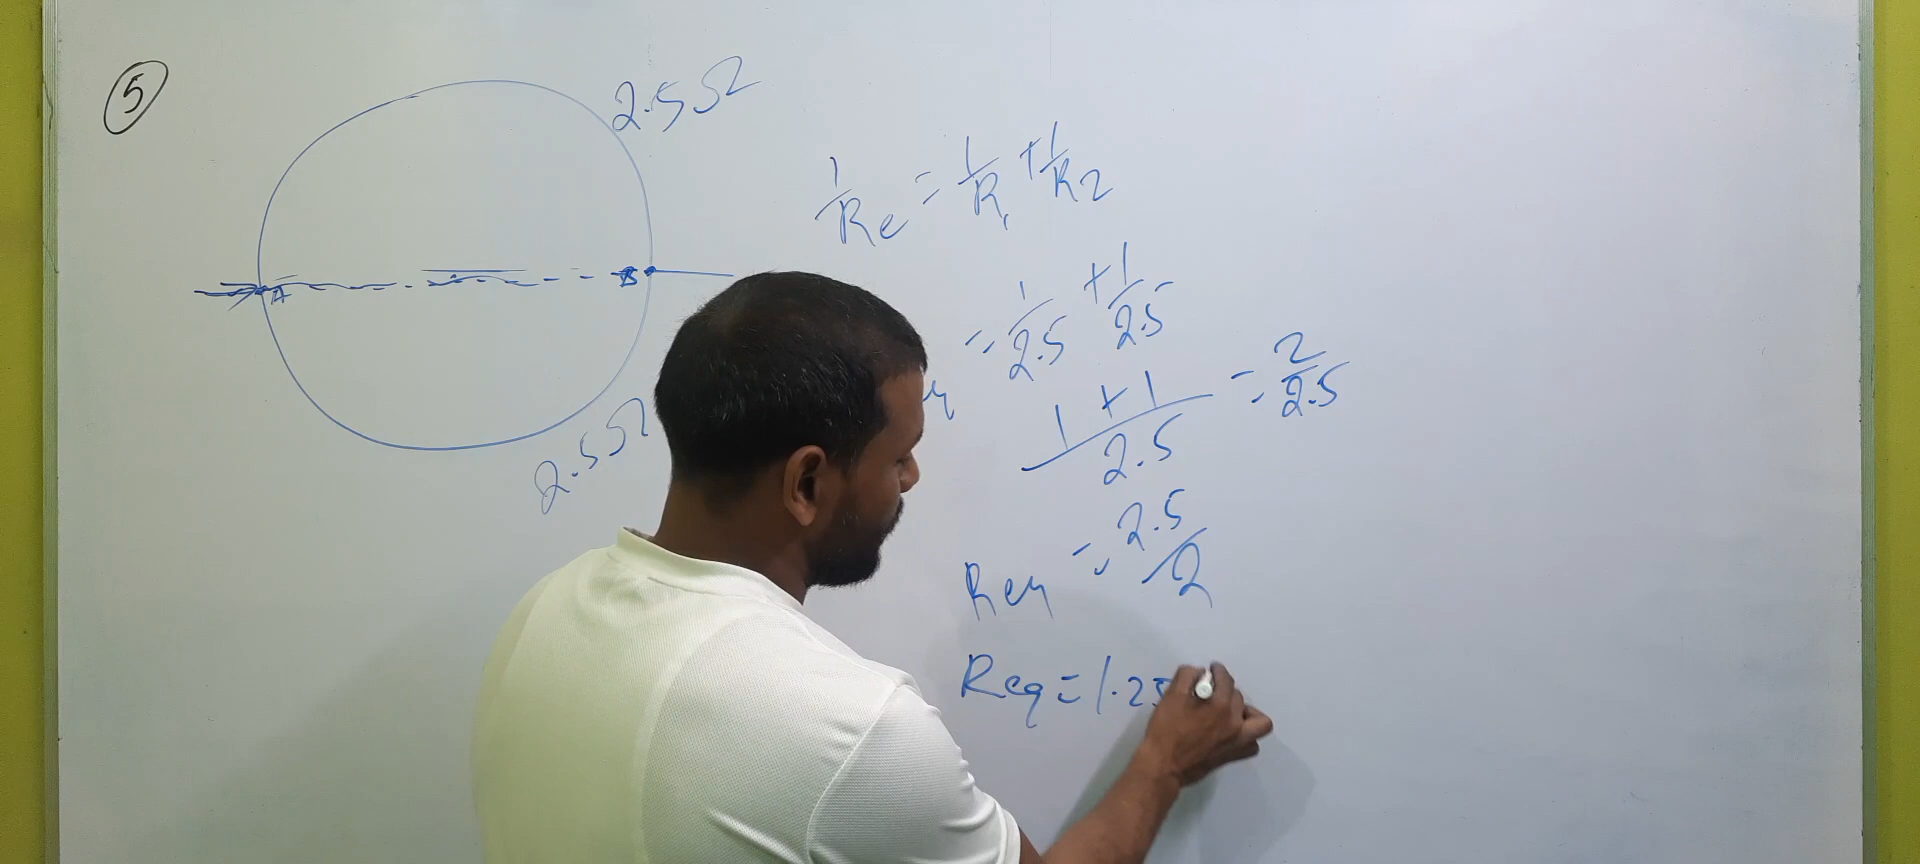 5
2.5Ω
A
B
2.5Ω
1/Re = 1/R1 + 1/R2
= 1/2.5 + 1/2.5
1+1/2.5 = 2/2.5
Req = 2.5/2
Req = 1.25